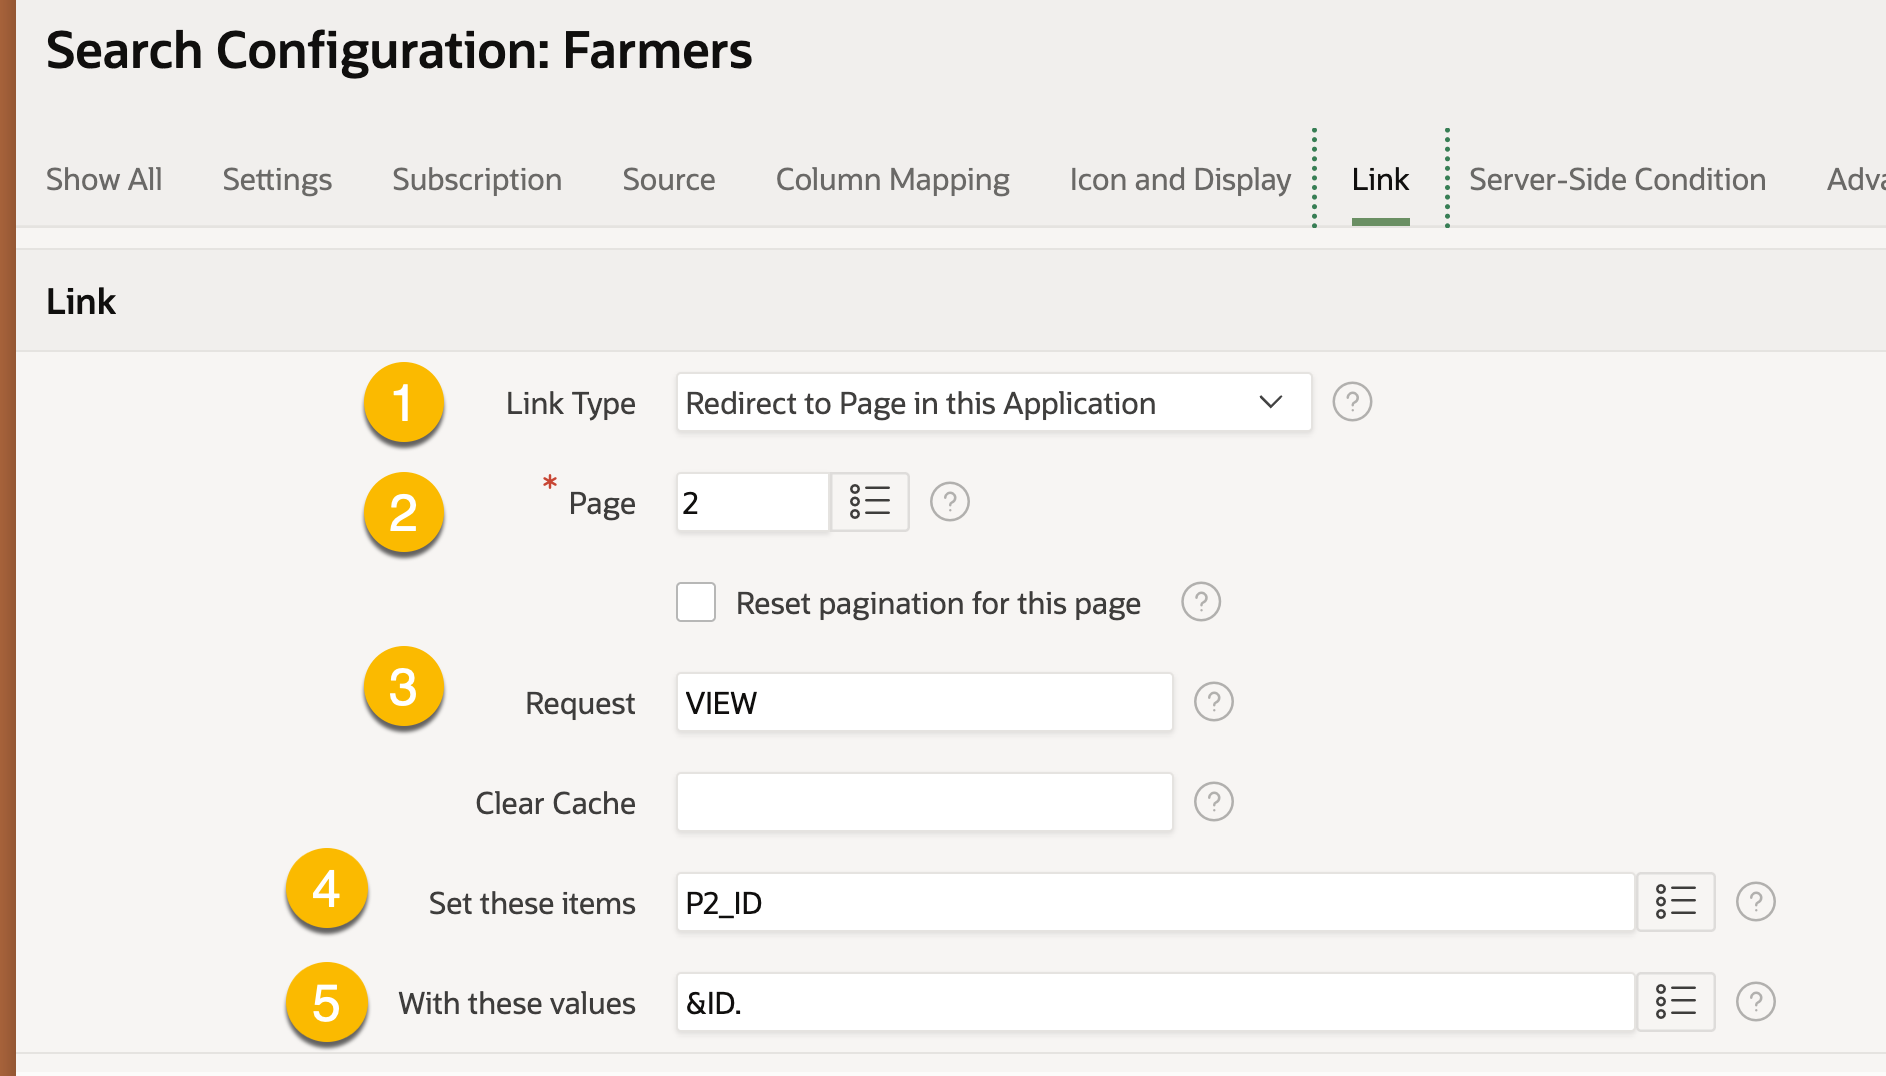 Search Configuration: Farmers
Show All Settings Subscription Source Column Mapping Icon and Display Link Server-Side Condition Adva
Link
1 Link Type Redirect to Page in this Application ?
2 * Page 2 ?
Reset pagination for this page ?
3 Request VIEW ?
Clear Cache ?
4 Set these items P2_ID ?
5 With these values &ID. ?